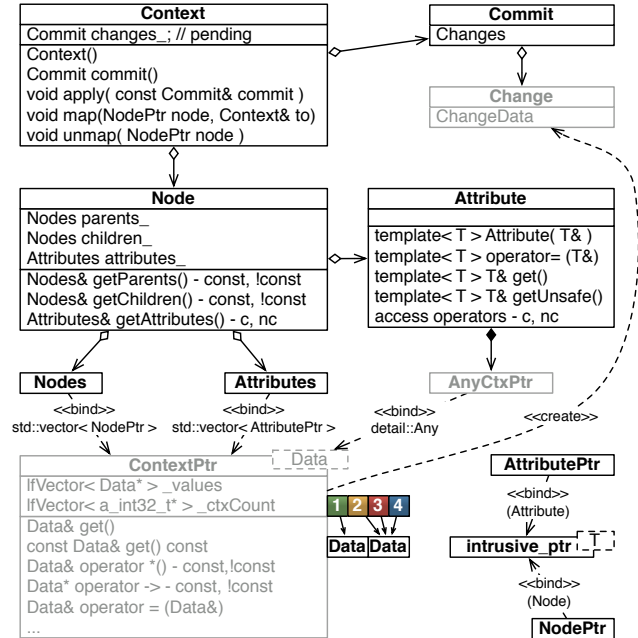 Context
Commit changes_; // pending
Context()
Commit commit()
void apply( const Commit& commit )
void map(NodePtr node, Context& to)
void unmap( NodePtr node )
Commit
Changes
Change
ChangeData
Node
Nodes parents_
Nodes children_
Attributes attributes_
Nodes& getParents() - const, !const
Nodes& getChildren() - const, !const
Attributes& getAttributes() - c, nc
Attribute
template< T > Attribute( T& )
template< T > operator= (T&)
template< T > T& get()
template< T > T& getUnsafe()
access operators - c, nc
Nodes
Attributes
AnyCtxPtr
<<bind>>
std::vector< NodePtr >
<<bind>>
std::vector< AttributePtr >
<<bind>>
detail::Any
<<create>>
ContextPtr
Data
lfVector< Data* > _values
lfVector< a_int32_t* > _ctxCount
Data& get()
const Data& get() const
Data& operator *() - const,!const
Data* operator -> - const, !const
Data& operator = (Data&)
...
1 2 3 4
Data Data
AttributePtr
<<bind>>
(Attribute)
intrusive_ptr
T
<<bind>>
(Node)
NodePtr